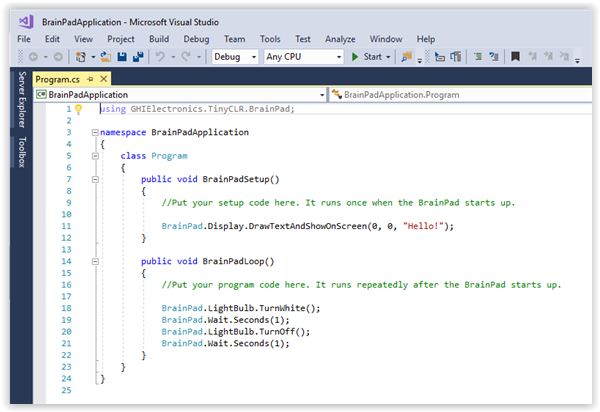 BrainPadApplication - Microsoft Visual Studio
File Edit View Project Build Debug Team Tools Test Analyze Window Help
Debug Any CPU Start
Server Explorer
Toolbox
Program.cs
C# BrainPadApplication BrainPadApplication.Program
1 using GHIElectronics.TinyCLR.BrainPad;
2
3 namespace BrainPadApplication
4 {
5 class Program
6 {
7 public void BrainPadSetup()
8 {
9 //Put your setup code here. It runs once when the BrainPad starts up.
10
11 BrainPad.Display.DrawTextAndShowOnScreen(0, 0, "Hello!");
12 }
13
14 public void BrainPadLoop()
15 {
16 //Put your program code here. It runs repeatedly after the BrainPad starts up.
17
18 BrainPad.LightBulb.TurnWhite();
19 BrainPad.Wait.Seconds(1);
20 BrainPad.LightBulb.TurnOff();
21 BrainPad.Wait.Seconds(1);
22 }
23 }
24 }
25